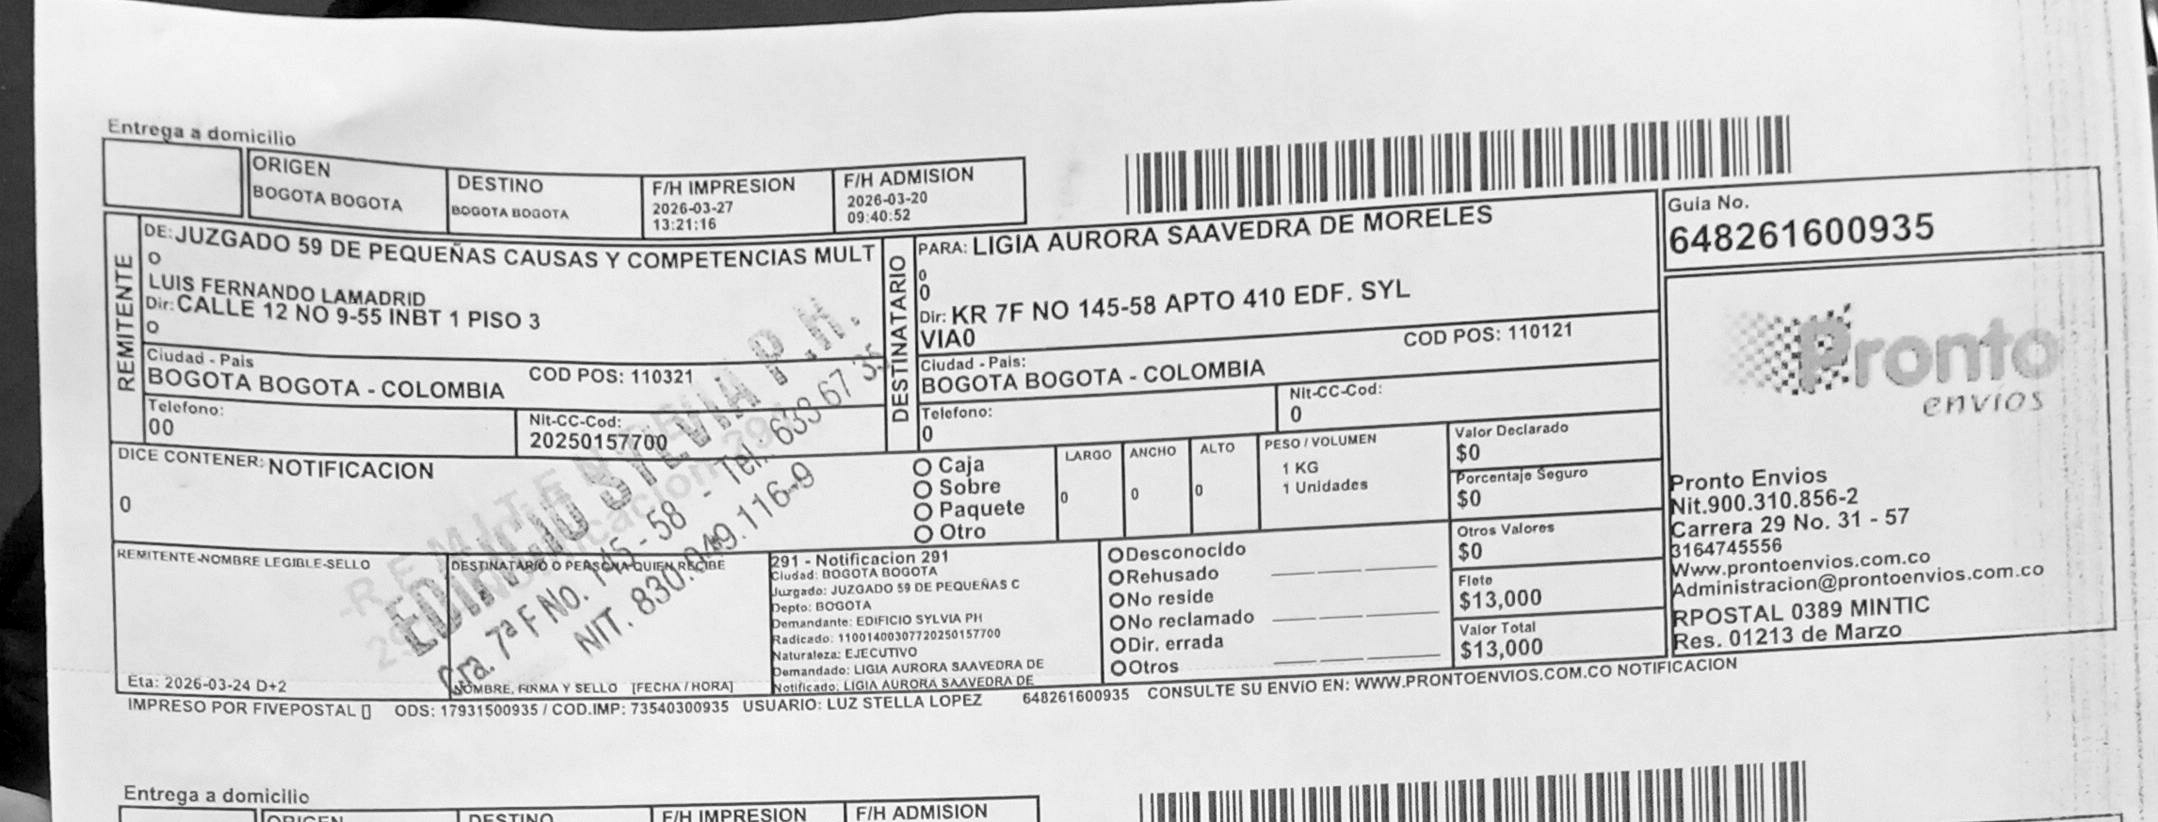 Entrega a domicilio
ORIGEN
BOGOTA BOGOTA
DESTINO
BOGOTA BOGOTA
F/H IMPRESION
2026-03-27
13:21:16
F/H ADMISION
2026-03-20
09:40:52
REMITENTE
DE: JUZGADO 59 DE PEQUEÑAS CAUSAS Y COMPETENCIAS MULT
0
LUIS FERNANDO LAMADRID
Dir: CALLE 12 NO 9-55 INBT 1 PISO 3
0
Ciudad - Pais
COD POS: 110321
BOGOTA BOGOTA - COLOMBIA
Telefono:
00
Nit-CC-Cod:
20250157700
DESTINATARIO
PARA: LIGIA AURORA SAAVEDRA DE MORELES
0
0
Dir: KR 7F NO 145-58 APTO 410 EDF. SYL
VIA0
COD POS: 110121
Ciudad - Pais:
BOGOTA BOGOTA - COLOMBIA
Telefono:
0
Nit-CC-Cod:
0
Guia No.
648261600935
Pronto
envíos
Pronto Envios
Nit.900.310.856-2
Carrera 29 No. 31 - 57
3164745556
Www.prontoenvios.com.co
Administracion@prontoenvios.com.co
RPOSTAL 0389 MINTIC
Res. 01213 de Marzo
DICE CONTENER: NOTIFICACION
0
Caja
Sobre
Paquete
Otro
LARGO
0
ANCHO
0
ALTO
0
PESO / VOLUMEN
1 KG
1 Unidades
Valor Declarado
$0
Porcentaje Seguro
$0
Otros Valores
$0
Flete
$13,000
Valor Total
$13,000
REMITENTE-NOMBRE LEGIBLE-SELLO
Eta: 2026-03-24 D+2
DESTINATARIO O PERSONA QUIEN RECIBE
NOMBRE, FIRMA Y SELLO [FECHA / HORA]
EDIFICIO SYLVIA P.H.
Cra. 7ª F No. 145 - 58 - Tel.: 633 67 35
NIT. 830.049.116-9
REMITENTE
291 - Notificacion 291
Ciudad: BOGOTA BOGOTA
Juzgado: JUZGADO 59 DE PEQUEÑAS C
Depto: BOGOTA
Demandante: EDIFICIO SYLVIA PH
Radicado: 11001400307720250157700
Naturaleza: EJECUTIVO
Demandado: LIGIA AURORA SAAVEDRA DE
Notificado: LIGIA AURORA SAAVEDRA DE
Desconocido
Rehusado
No reside
No reclamado
Dir. errada
Otros
IMPRESO POR FIVEPOSTAL [] ODS: 17931500935 / COD.IMP: 73540300935 USUARIO: LUZ STELLA LOPEZ 648261600935 CONSULTE SU ENVíO EN: WWW.PRONTOENVIOS.COM.CO NOTIFICACION
Entrega a domicilio
ORIGEN
DESTINO
F/H IMPRESION
F/H ADMISION